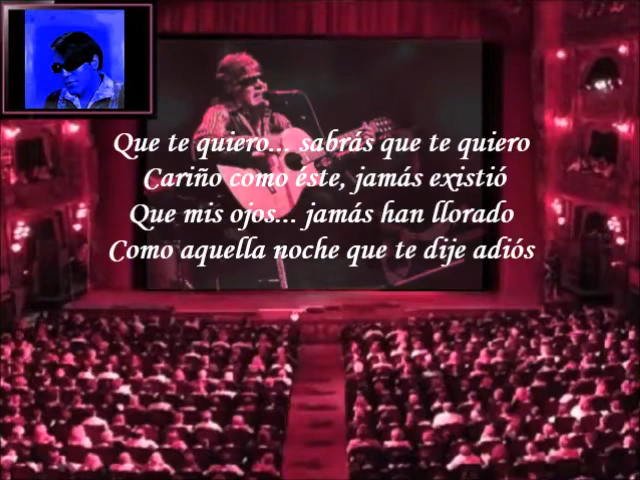 Que te quiero... sabrás que te quiero
Cariño como éste, jamás existió
Que mis ojos... jamás han llorado
Como aquella noche que te dije adiós